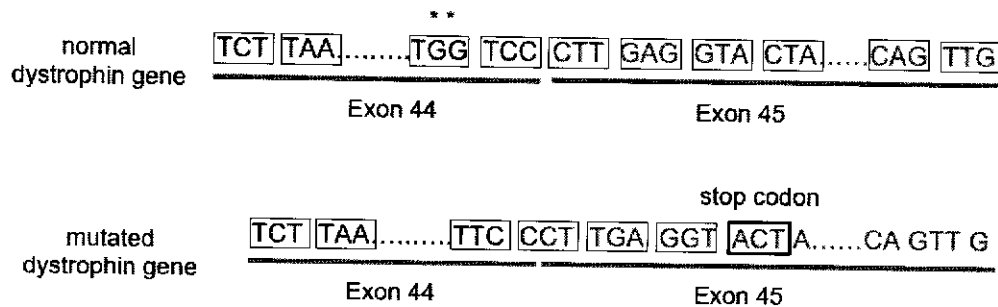 * *
normal
dystrophin gene
TCT TAA.........TGG TCC CTT GAG GTA CTA.....CAG TTG
Exon 44 Exon 45
stop codon
mutated
dystrophin gene
TCT TAA..........TTC CCT TGA GGT ACT A......CA GTT G
Exon 44 Exon 45